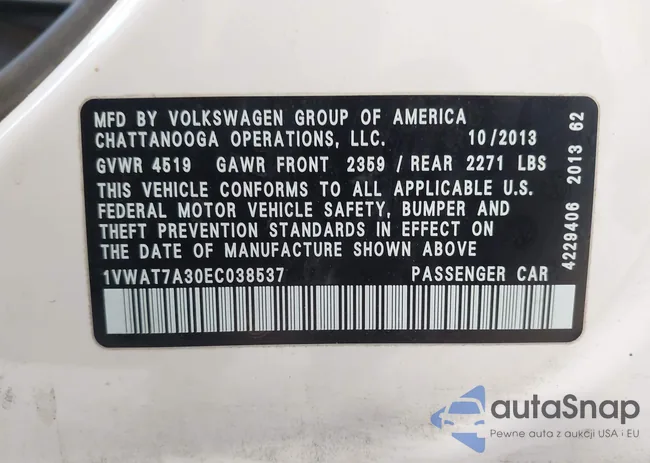 MFD BY VOLKSWAGEN GROUP OF AMERICA
CHATTANOOGA OPERATIONS, LLC. 10/2013
GVWR 4519 GAWR FRONT 2359 / REAR 2271 LBS
THIS VEHICLE CONFORMS TO ALL APPLICABLE U.S.
FEDERAL MOTOR VEHICLE SAFETY, BUMPER AND
THEFT PREVENTION STANDARDS IN EFFECT ON
THE DATE OF MANUFACTURE SHOWN ABOVE
1VWAT7A30EC038537 PASSENGER CAR
4229406 2013 62
autaSnap
Pewne auta z aukcji USA i EU